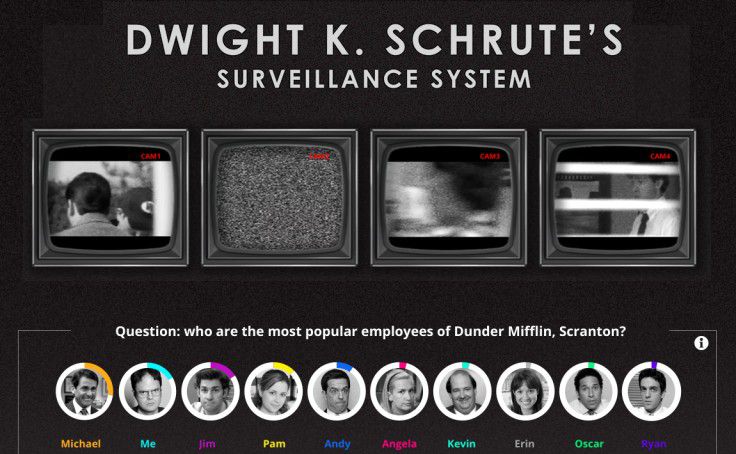 DWIGHT K. SCHRUTE'S
SURVEILLANCE SYSTEM
CAM1
CAM3
CAM4
Question: who are the most popular employees of Dunder Mifflin, Scranton?
Michael
Me
Jim
Pam
Andy
Angela
Kevin
Erin
Oscar
Ryan